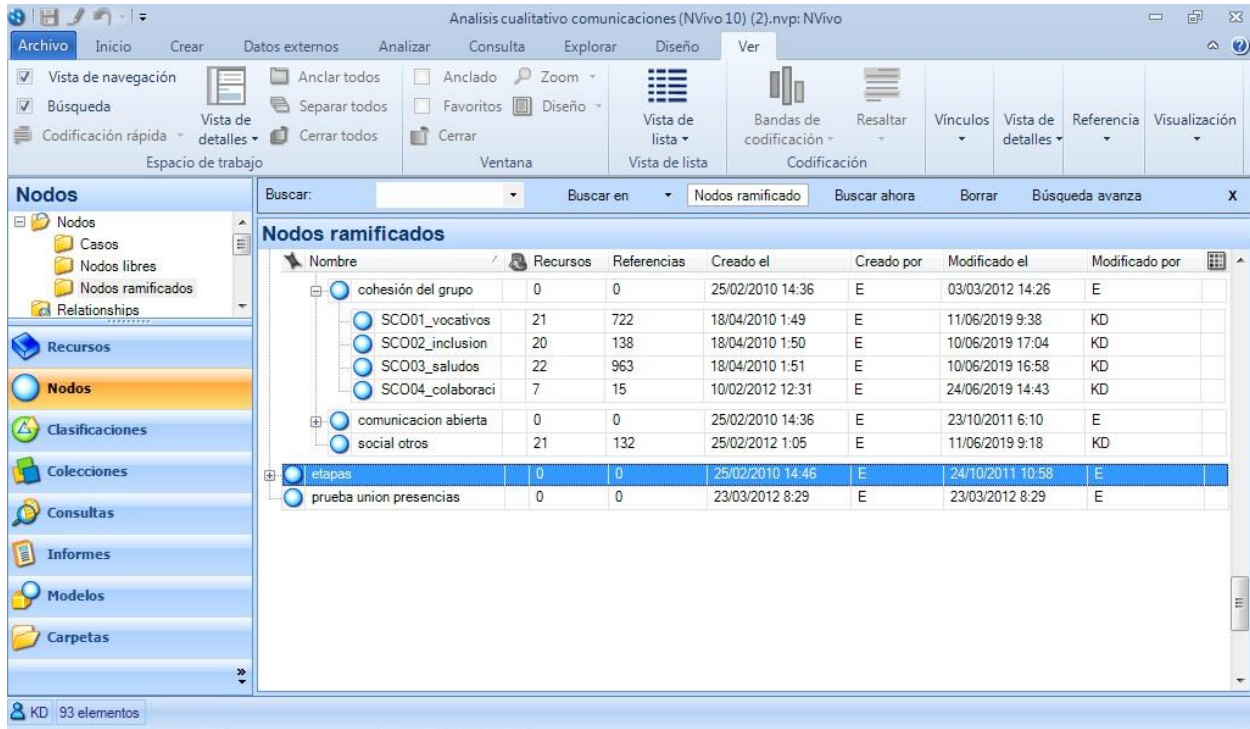 Analisis cualitativo comunicaciones (NVivo 10) (2).nvp: NVivo
Archivo Inicio Crear Datos externos Analizar Consulta Explorar Diseño Ver
Vista de navegación
Búsqueda
Codificación rápida
Vista de detalles
Anclar todos
Separar todos
Cerrar todos
Espacio de trabajo
Anclado
Favoritos
Cerrar
Zoom
Diseño
Ventana
Vista de lista
Vista de lista
Bandas de codificación
Resaltar
Codificación
Vínculos
Vista de detalles
Referencia
Visualización
Nodos
Nodos
Casos
Nodos libres
Nodos ramificados
Relationships
Recursos
Nodos
Clasificaciones
Colecciones
Consultas
Informes
Modelos
Carpetas
Buscar: Buscar en Nodos ramificado Buscar ahora Borrar Búsqueda avanza X
Nodos ramificados
Nombre Recursos Referencias Creado el Creado por Modificado el Modificado por
cohesión del grupo 0 0 25/02/2010 14:36 E 03/03/2012 14:26 E
SCO01_vocativos 21 722 18/04/2010 1:49 E 11/06/2019 9:38 KD
SCO02_inclusion 20 138 18/04/2010 1:50 E 10/06/2019 17:04 KD
SCO03_saludos 22 963 18/04/2010 1:51 E 10/06/2019 16:58 KD
SCO04_colaboraci 7 15 10/02/2012 12:31 E 24/06/2019 14:43 KD
comunicacion abierta 0 0 25/02/2010 14:36 E 23/10/2011 6:10 E
social otros 21 132 25/02/2012 1:05 E 11/06/2019 9:18 KD
etapas 0 0 25/02/2010 14:46 E 24/10/2011 10:58 E
prueba union presencias 0 0 23/03/2012 8:29 E 23/03/2012 8:29 E
KD 93 elementos